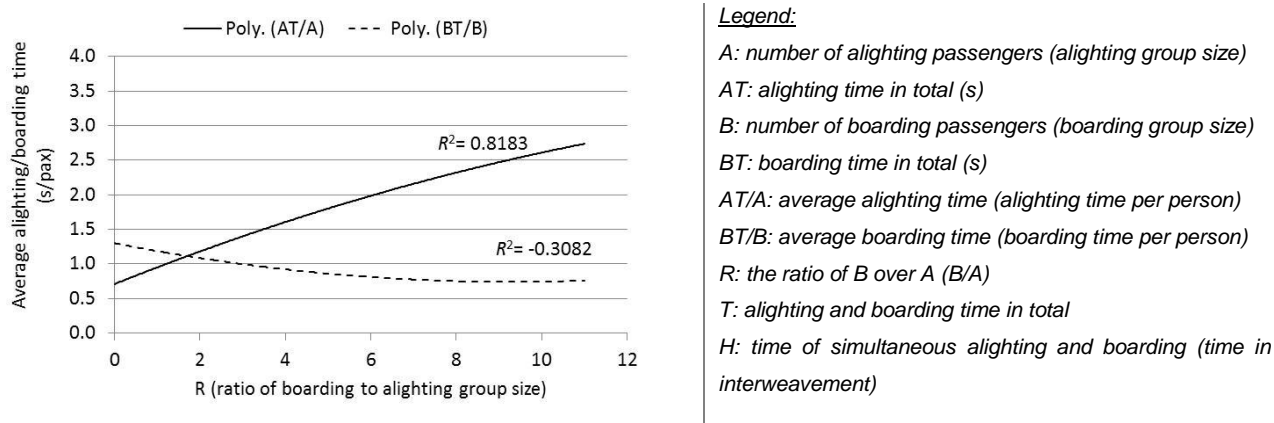 Poly. (AT/A) Poly. (BT/B)
4.0
3.5
3.0
2.5
2.0
1.5
1.0
0.5
0.0
Average alighting/boarding time
(s/pax)
R²= 0.8183
R²= -0.3082
0 2 4 6 8 10 12
R (ratio of boarding to alighting group size)
Legend:
A: number of alighting passengers (alighting group size)
AT: alighting time in total (s)
B: number of boarding passengers (boarding group size)
BT: boarding time in total (s)
AT/A: average alighting time (alighting time per person)
BT/B: average boarding time (boarding time per person)
R: the ratio of B over A (B/A)
T: alighting and boarding time in total
H: time of simultaneous alighting and boarding (time in
interweavement)